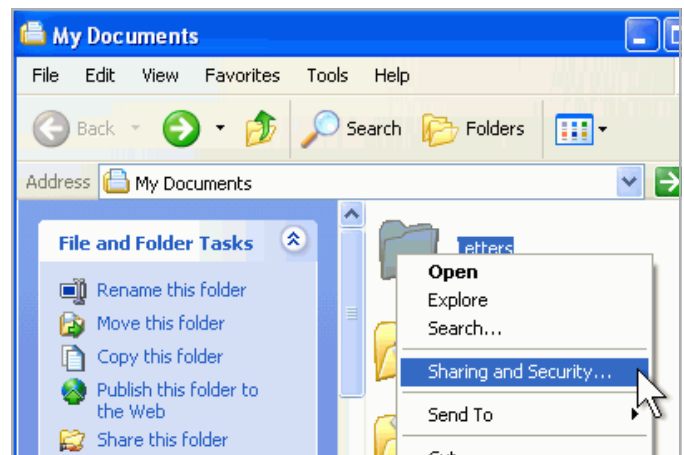 My Documents
File Edit View Favorites Tools Help
Back Search Folders
Address My Documents
File and Folder Tasks
Rename this folder
Move this folder
Copy this folder
Publish this folder to
the Web
Share this folder
Letters
Open
Explore
Search...
Sharing and Security...
Send To